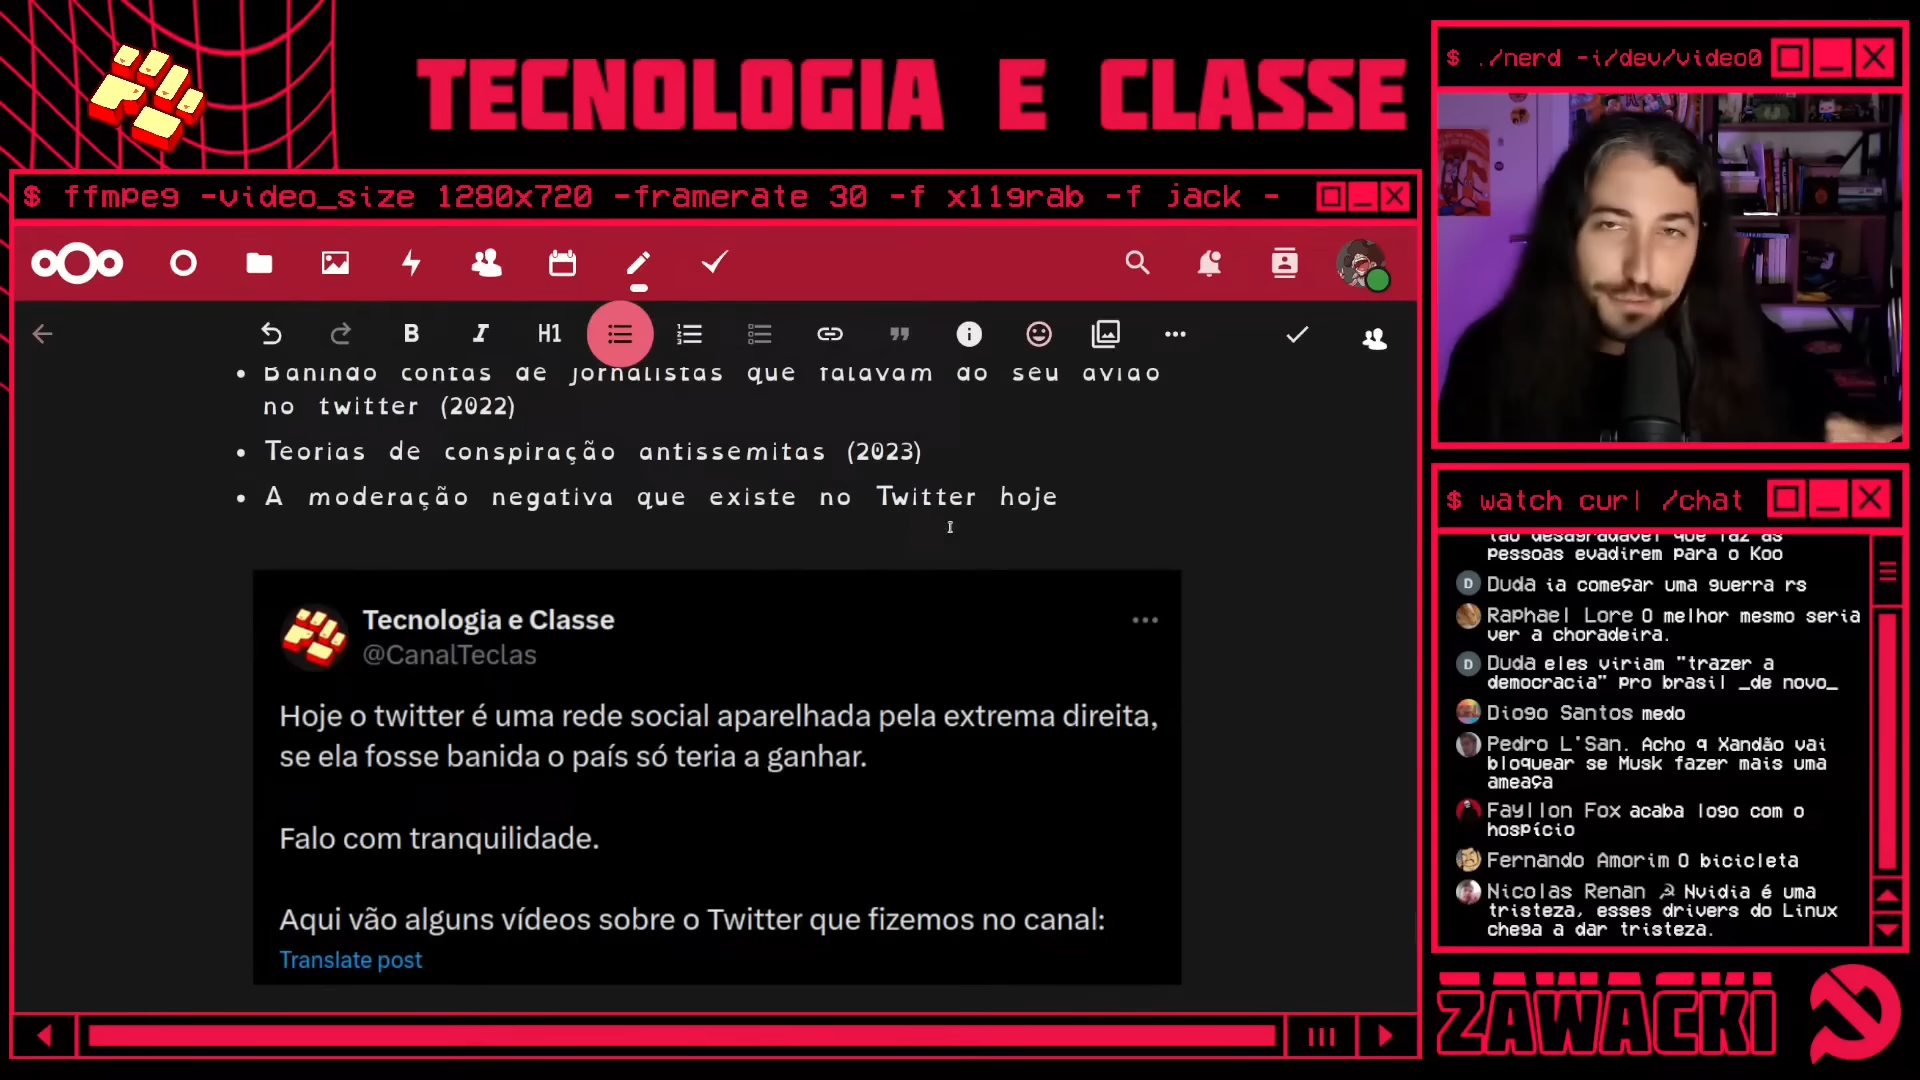 TECNOLOGIA E CLASSE
$ ./nerd -i/dev/video0
$ ffmpeg -video_size 1280x720 -framerate 30 -f x11grab -f jack -
B I H1
Banindo contas de jornalistas que falavam do seu avião
no twitter (2022)
• Teorias de conspiração antissemitas (2023)
• A moderação negativa que existe no Twitter hoje
Tecnologia e Classe
@CanalTeclas
Hoje o twitter é uma rede social aparelhada pela extrema direita,
se ela fosse banida o país só teria a ganhar.
Falo com tranquilidade.
Aqui vão alguns vídeos sobre o Twitter que fizemos no canal:
Translate post
$ watch curl /chat
tão desagradável que faz as
pessoas evadirem para o Koo
D Duda ia começar uma guerra rs
Raphael Lore O melhor mesmo seria
ver a choradeira.
D Duda eles viriam "trazer a
democracia" pro brasil _de novo_
Diogo Santos medo
Pedro L'San. Acho q Xandão vai
bloquear se Musk fazer mais uma
ameaça
Fayllon Fox acaba logo com o
hospício
Fernando Amorim O bicicleta
Nicolas Renan ☭ Nvidia é uma
tristeza, esses drivers do Linux
chega a dar tristeza.
ZAWACKI